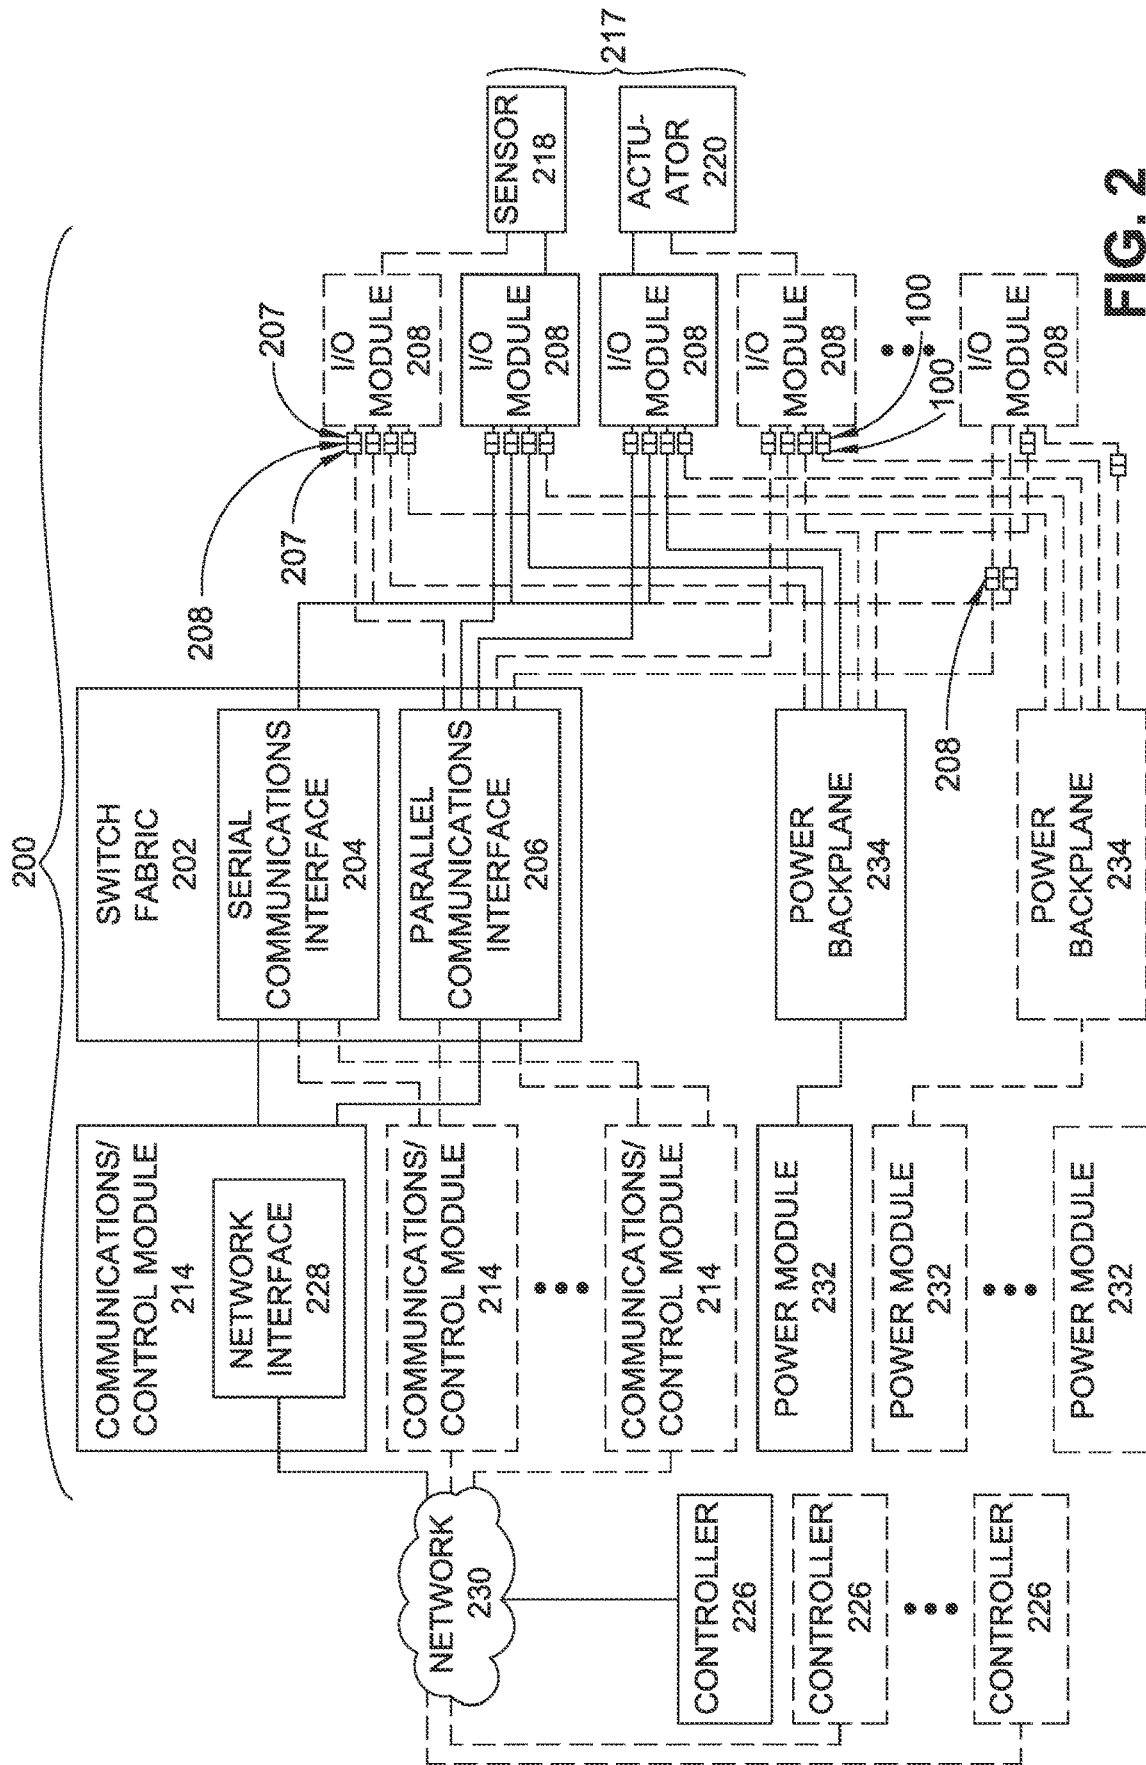 200
SWITCH
FABRIC
202
SERIAL
COMMUNICATIONS
INTERFACE
204
PARALLEL
COMMUNICATIONS
INTERFACE
206
COMMUNICATIONS/
CONTROL MODULE
214
NETWORK
INTERFACE
228
COMMUNICATIONS/
CONTROL MODULE
214
COMMUNICATIONS/
CONTROL MODULE
214
NETWORK
230
CONTROLLER
226
CONTROLLER
226
CONTROLLER
226
POWER MODULE
232
POWER MODULE
232
POWER MODULE
232
POWER
BACKPLANE
234
POWER
BACKPLANE
234
208
207
207
208
100
100
I/O
MODULE
208
I/O
MODULE
208
I/O
MODULE
208
I/O
MODULE
208
I/O
MODULE
208
SENSOR
218
ACTU-
ATOR
220
217
FIG. 2